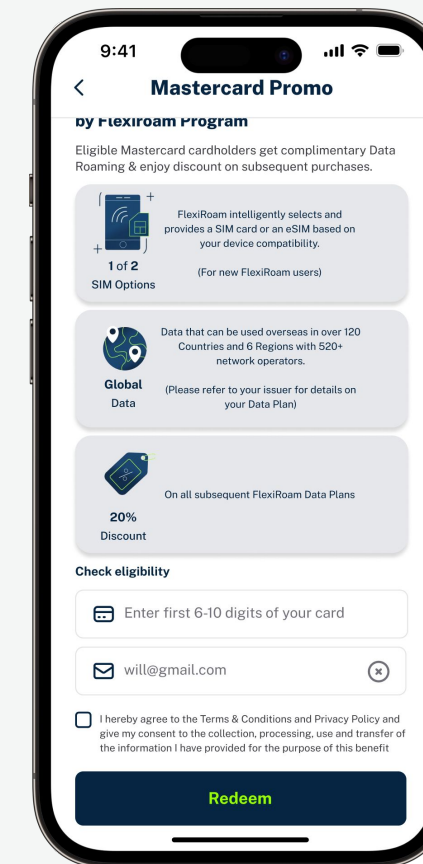 9:41
Mastercard Promo
by Flexiroam Program
Eligible Mastercard cardholders get complimentary Data
Roaming & enjoy discount on subsequent purchases.
1 of 2
SIM Options
FlexiRoam intelligently selects and
provides a SIM card or an eSIM based on
your device compatibility.
(For new FlexiRoam users)
Global
Data
Data that can be used overseas in over 120
Countries and 6 Regions with 520+
network operators.
(Please refer to your issuer for details on
your Data Plan)
20%
Discount
On all subsequent FlexiRoam Data Plans
Check eligibility
Enter first 6-10 digits of your card
will@gmail.com
I hereby agree to the Terms & Conditions and Privacy Policy and
give my consent to the collection, processing, use and transfer of
the information I have provided for the purpose of this benefit
Redeem